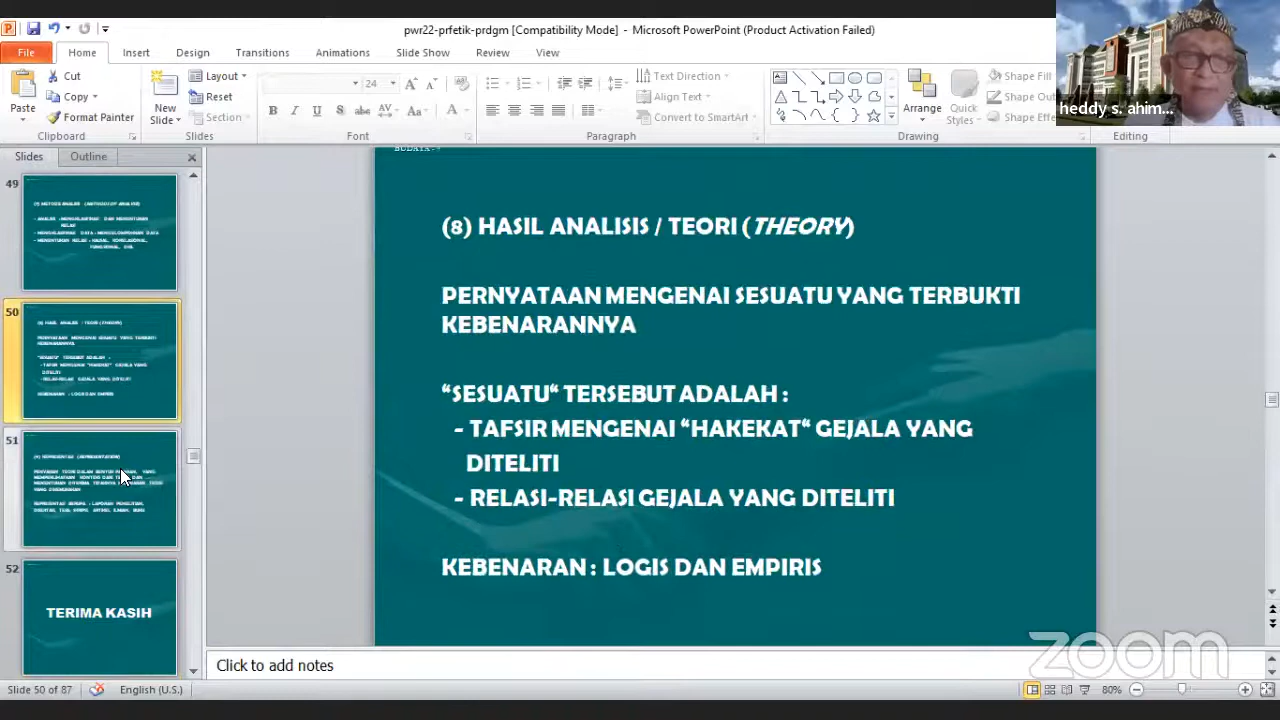 pwr22-prfetik-prdgm [Compatibility Mode] - Microsoft PowerPoint (Product Activation Failed)
File Home Insert Design Transitions Animations Slide Show Review View
Paste
Cut
Copy
Format Painter
Clipboard
New Slide
Layout
Reset
Section
Slides
24
Font
Text Direction
Align Text
Convert to SmartArt
Paragraph
Arrange
Quick Styles
Shape Fill
Shape Ou
Shape Effe
Drawing
Editing
heddy s. ahim...
Slides Outline
49
50
51
52
TERIMA KASIH
(8) HASIL ANALISIS / TEORI (THEORY)
PERNYATAAN MENGENAI SESUATU YANG TERBUKTI
KEBENARANNYA
“SESUATU“ TERSEBUT ADALAH :
- TAFSIR MENGENAI “HAKEKAT“ GEJALA YANG
DITELITI
- RELASI-RELASI GEJALA YANG DITELITI
KEBENARAN : LOGIS DAN EMPIRIS
zoom
Click to add notes
Slide 50 of 87 English (U.S.) 80%